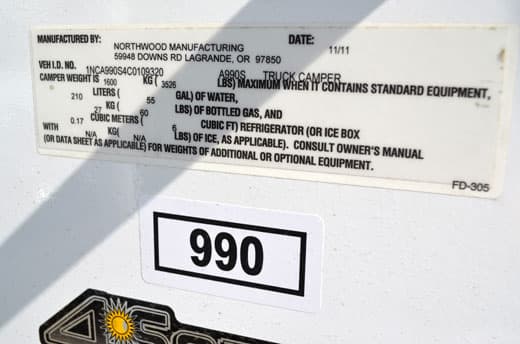 MANUFACTURED BY: NORTHWOOD MANUFACTURING DATE: 11/11
59948 DOWNS RD LAGRANDE, OR 97850
VEH I.D. NO. 1NCA990S4C0109320 A990S TRUCK CAMPER
CAMPER WEIGHT IS 1600 KG ( 3526 LBS) MAXIMUM WHEN IT CONTAINS STANDARD EQUIPMENT,
210 LITERS ( 55 GAL) OF WATER,
27 KG ( 60 LBS) OF BOTTLED GAS, AND
0.17 CUBIC METERS ( 6 CUBIC FT) REFRIGERATOR (OR ICE BOX
WITH N/A KG( N/A LBS) OF ICE, AS APPLICABLE). CONSULT OWNER'S MANUAL
(OR DATA SHEET AS APPLICABLE) FOR WEIGHTS OF ADDITIONAL OR OPTIONAL EQUIPMENT.
FD-305
990